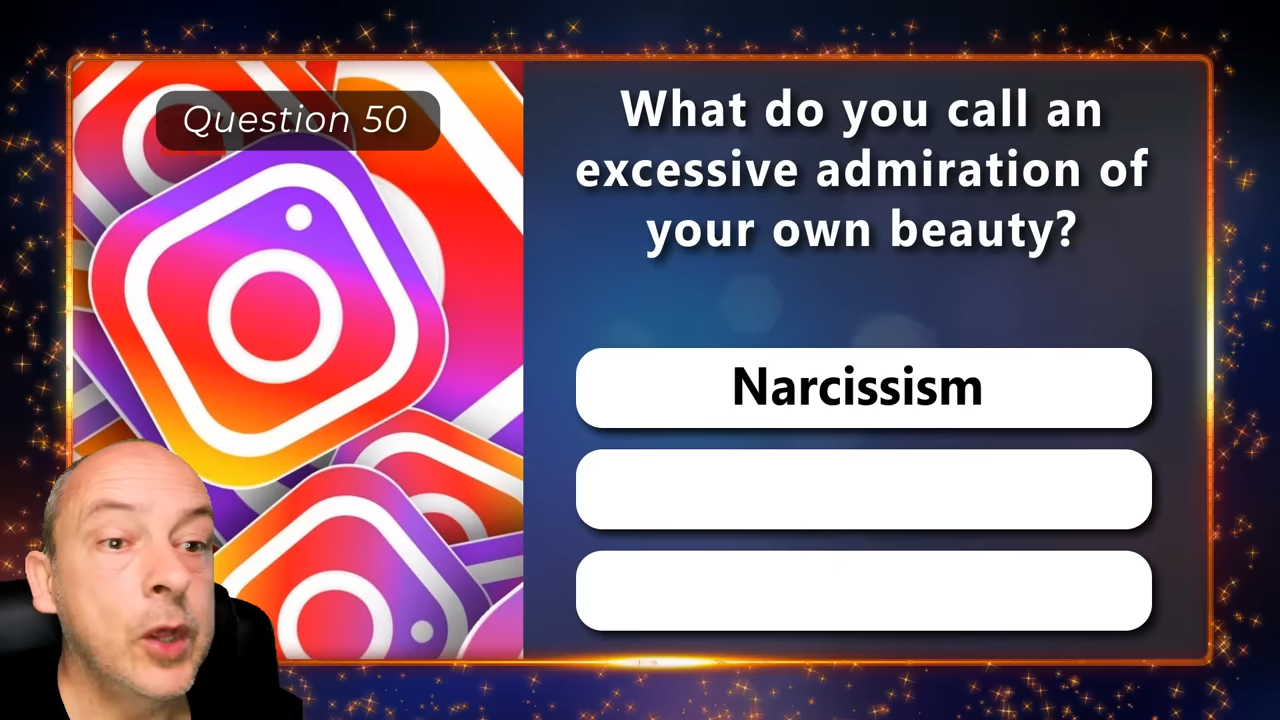 Question 50
What do you call an
excessive admiration of
your own beauty?
Narcissism